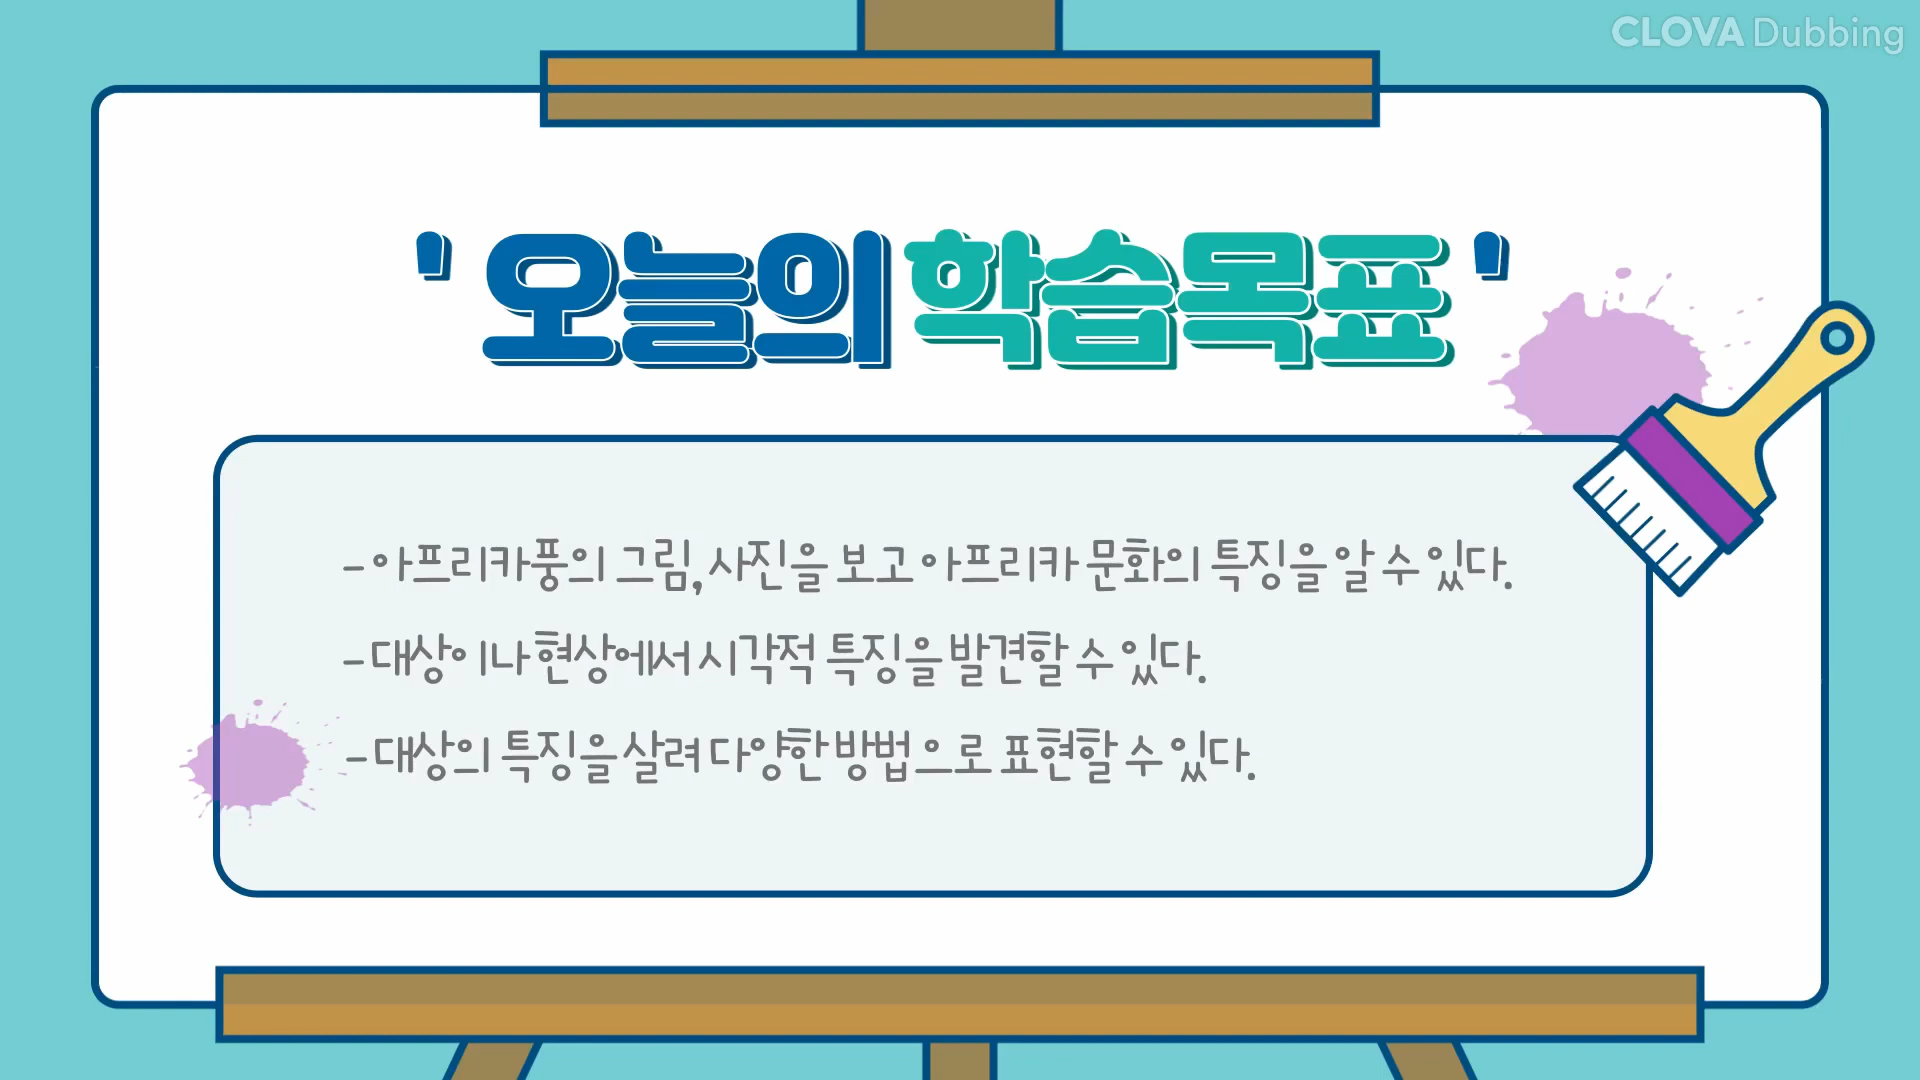 CLOVA Dubbing
' 오늘의 학습목표 '
- 아프리카풍의 그림, 사진을 보고 아프리카 문화의 특징을 알 수 있다.
- 대상이나 현상에서 시각적 특징을 발견할 수 있다.
- 대상의 특징을 살려 다양한 방법으로 표현할 수 있다.